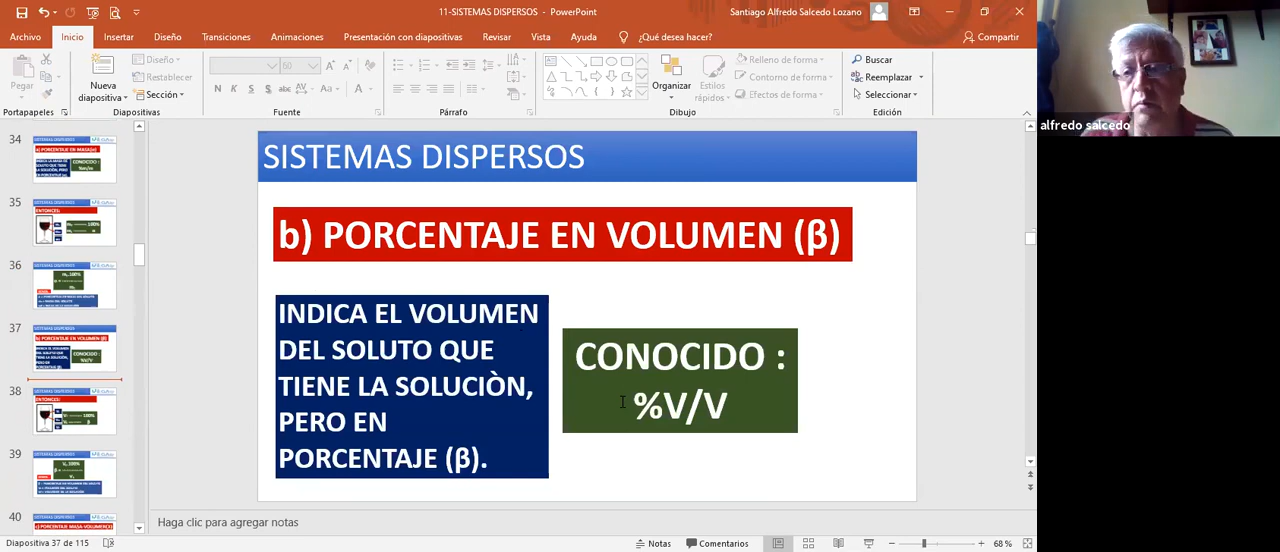 11-SISTEMAS DISPERSOS - PowerPoint
Santiago Alfredo Salcedo Lozano
Archivo Inicio Insertar Diseño Transiciones Animaciones Presentación con diapositivas Revisar Vista Ayuda ¿Qué desea hacer? Compartir
Pegar
Nueva diapositiva
Diseño
Restablecer
Sección
60
N K S S
Organizar
Estilos rápidos
Relleno de forma
Contorno de forma
Efectos de forma
Buscar
Reemplazar
Seleccionar
Portapapeles Diapositivas Fuente Párrafo Dibujo Edición
alfredo salcedo
34
35
36
37
38
39
40
SISTEMAS DISPERSOS
b) PORCENTAJE EN VOLUMEN (β)
INDICA EL VOLUMEN
DEL SOLUTO QUE
TIENE LA SOLUCIÒN,
PERO EN
PORCENTAJE (β).
CONOCIDO :
%V/V
Haga clic para agregar notas
Diapositiva 37 de 115
Notas Comentarios 68 %